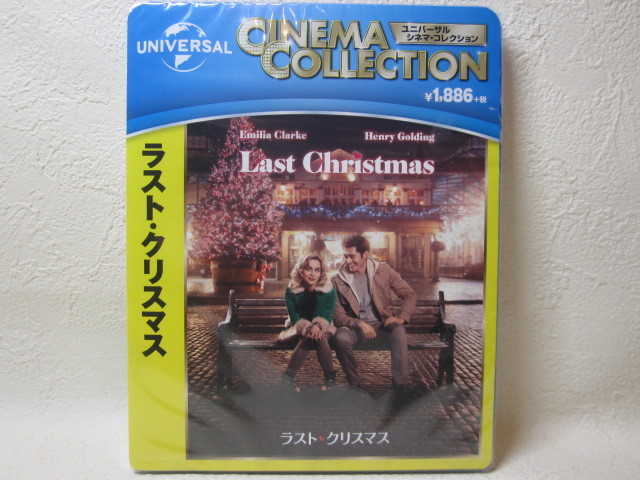 UNIVERSAL
CINEMA
COLLECTION
ユニバーサル
シネマ・コレクション
¥1,886+税
ラスト・クリスマス
Emilia Clarke
Henry Golding
Last Christmas
ラスト・クリスマス